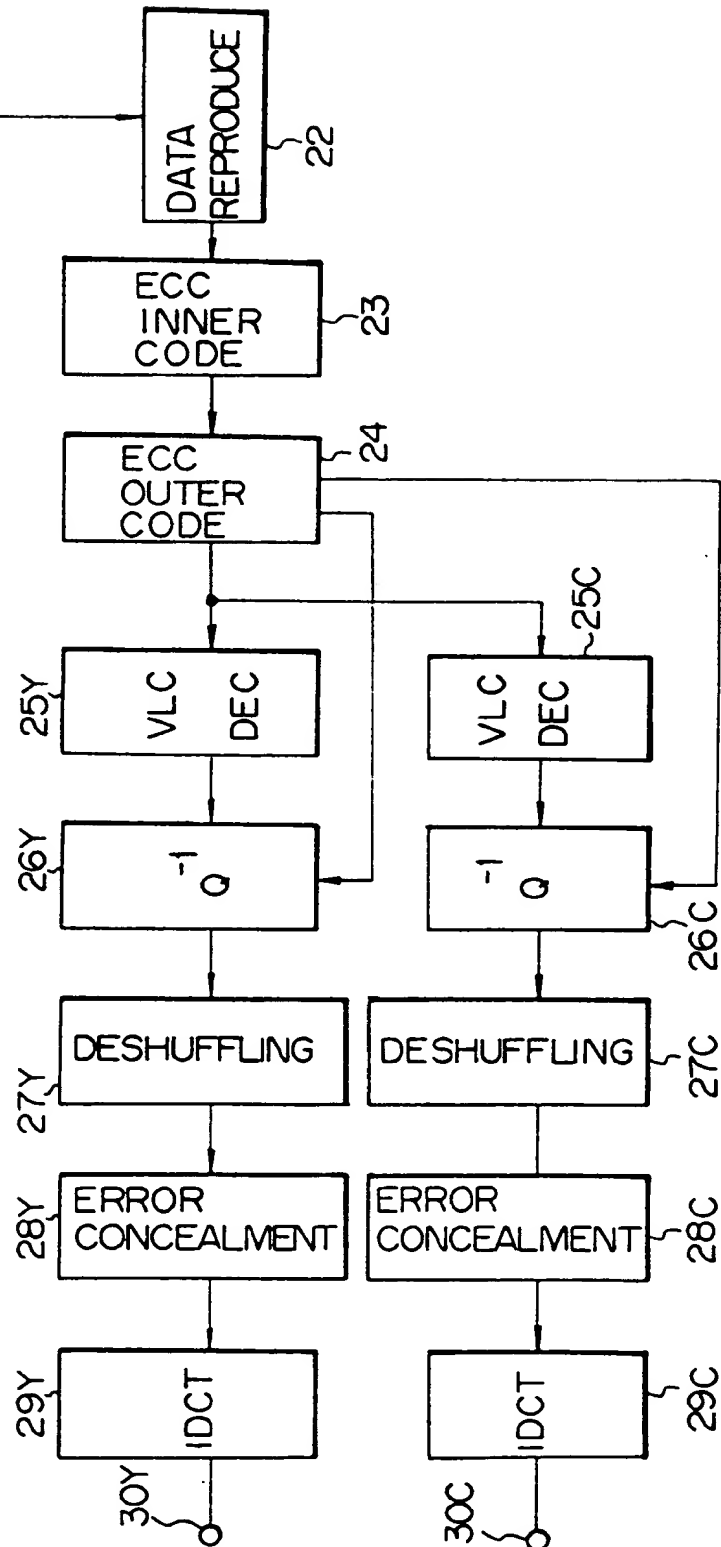 DATA
REPRODUCE
22
ECC
INNER
CODE
23
ECC
OUTER
CODE
24
25Y
VLC
DEC
25C
VLC
DEC
26Y
Q⁻¹
26C
Q⁻¹
27Y
DESHUFFLING
DESHUFFLING
27C
28Y
ERROR
CONCEALMENT
ERROR
CONCEALMENT
28C
29Y
IDCT
IDCT
29C
30Y
30C